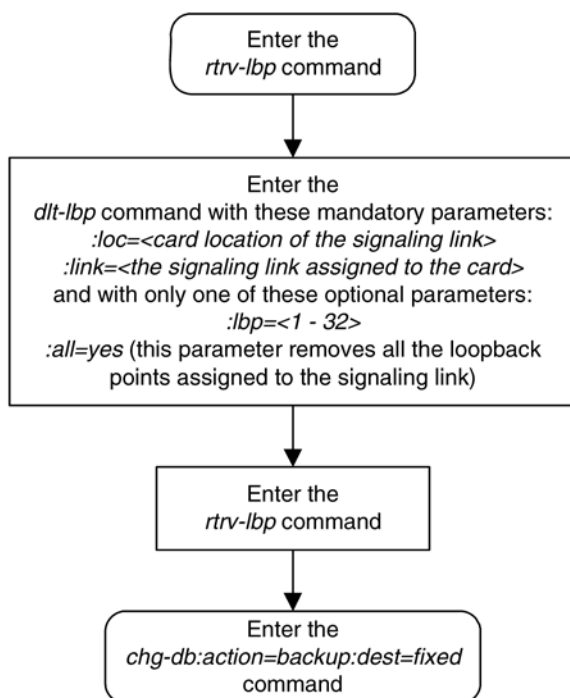 Enter the
rtrv-lbp command
Enter the
dlt-lbp command with these mandatory parameters:
:loc=<card location of the signaling link>
:link=<the signaling link assigned to the card>
and with only one of these optional parameters:
:lbp=<1 - 32>
:all=yes (this parameter removes all the loopback
points assigned to the signaling link)
Enter the
rtrv-lbp command
Enter the
chg-db:action=backup:dest=fixed
command